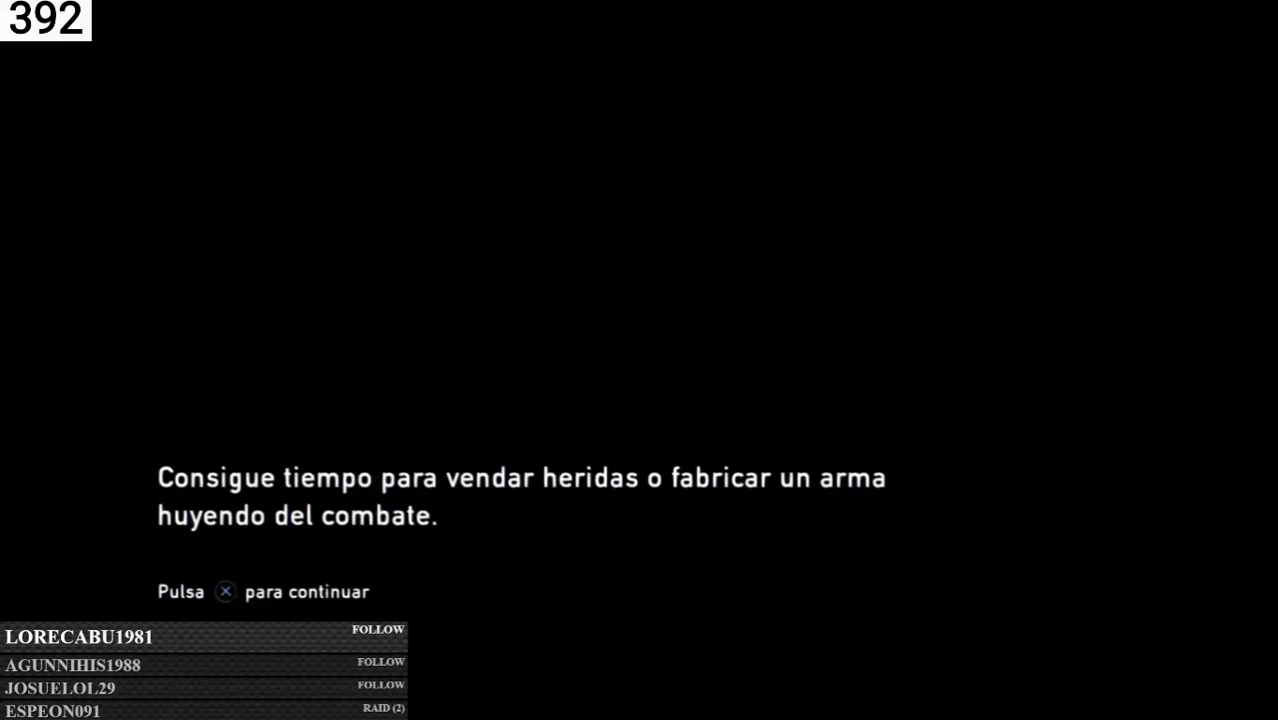 392
Consigue tiempo para vendar heridas o fabricar un arma
huyendo del combate.
Pulsa ✕ para continuar
LORECABU1981 FOLLOW
AGUNNIHIS1988 FOLLOW
JOSUELOL29 FOLLOW
ESPEON091 RAID (2)